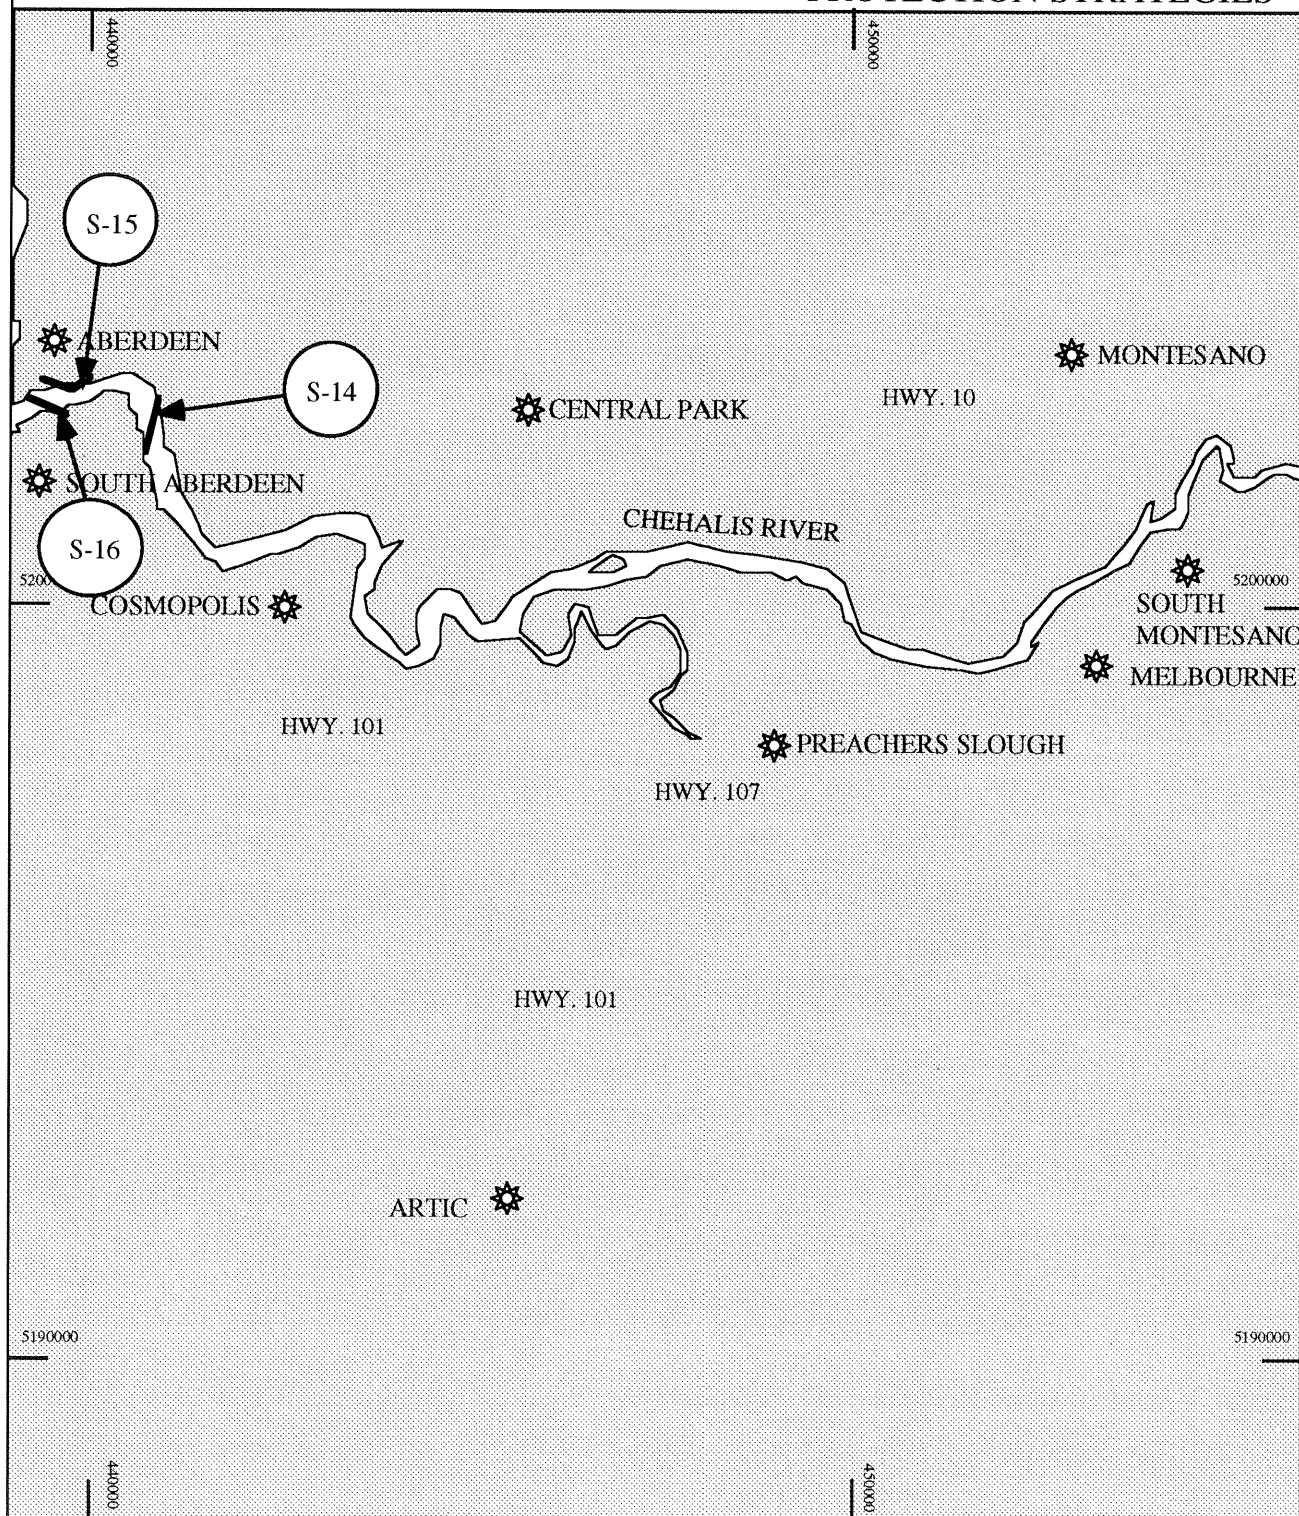 440000
450000
S-15
ABERDEEN
MONTESANO
S-14
HWY. 10
CENTRAL PARK
SOUTH ABERDEEN
CHEHALIS RIVER
S-16
5200000
COSMOPOLIS
SOUTH
MONTESANO
MELBOURNE
HWY. 101
PREACHERS SLOUGH
HWY. 107
HWY. 101
ARTIC
5190000
5190000
440000
450000